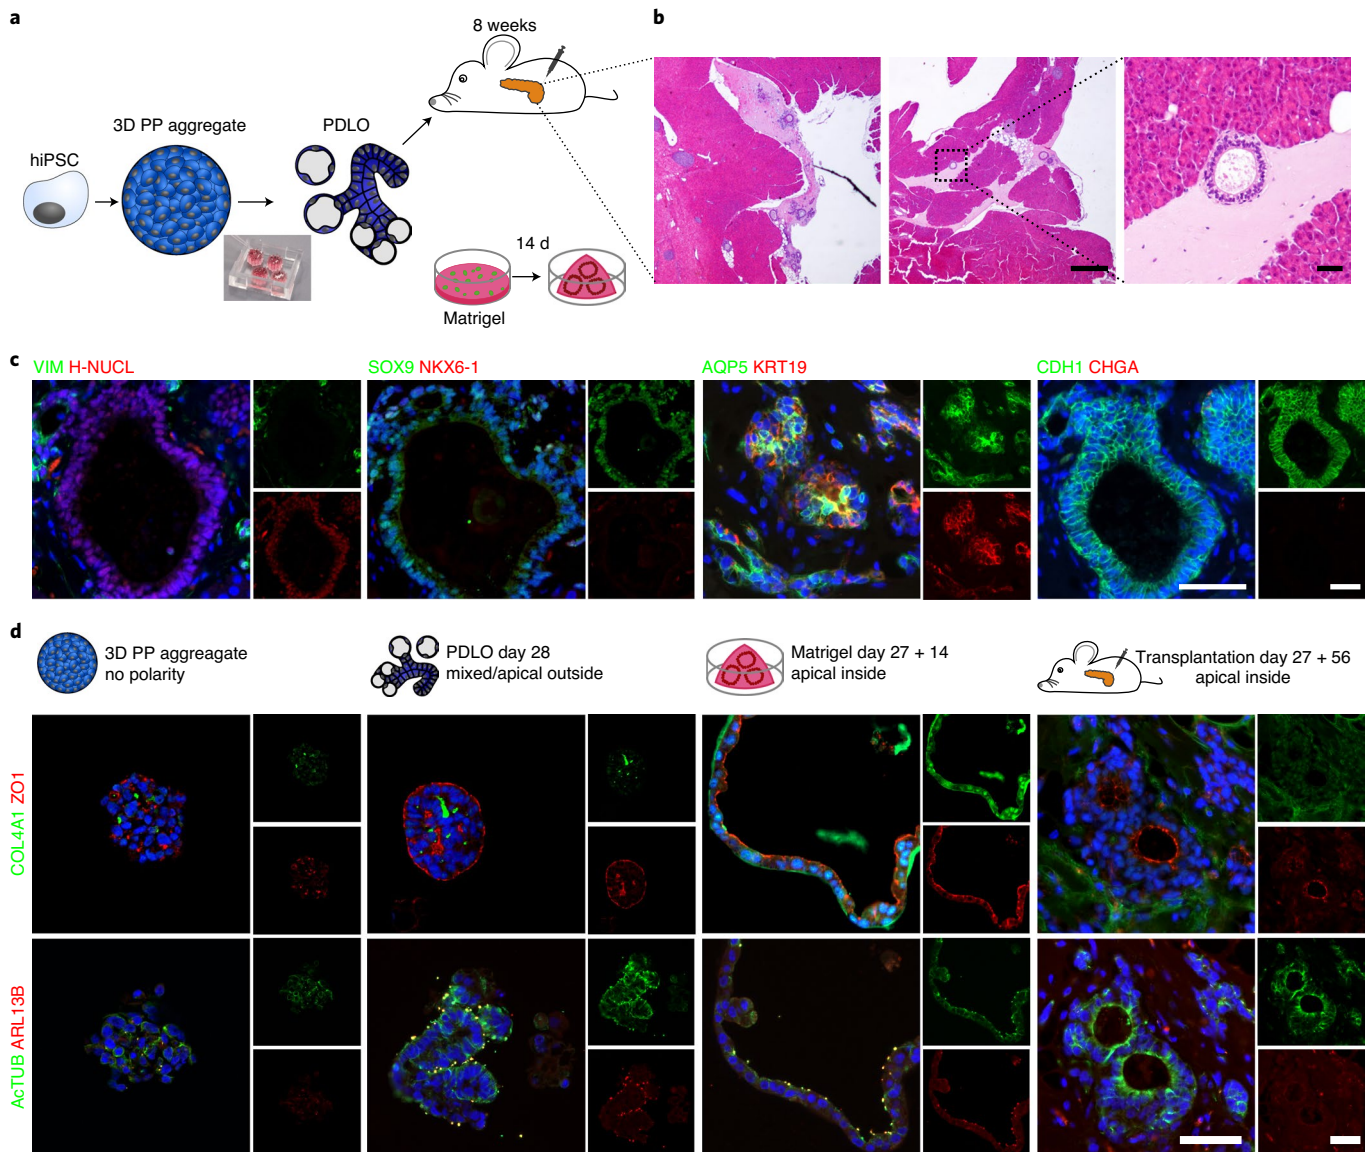 a
8 weeks
3D PP aggregate
PDLO
hiPSC
14 d
Matrigel
b
c
VIM H-NUCL
SOX9 NKX6-1
AQP5 KRT19
CDH1 CHGA
d
3D PP aggreagate
no polarity
PDLO day 28
mixed/apical outside
Matrigel day 27 + 14
apical inside
Transplantation day 27 + 56
apical inside
COL4A1 ZO1
AcTUB ARL13B